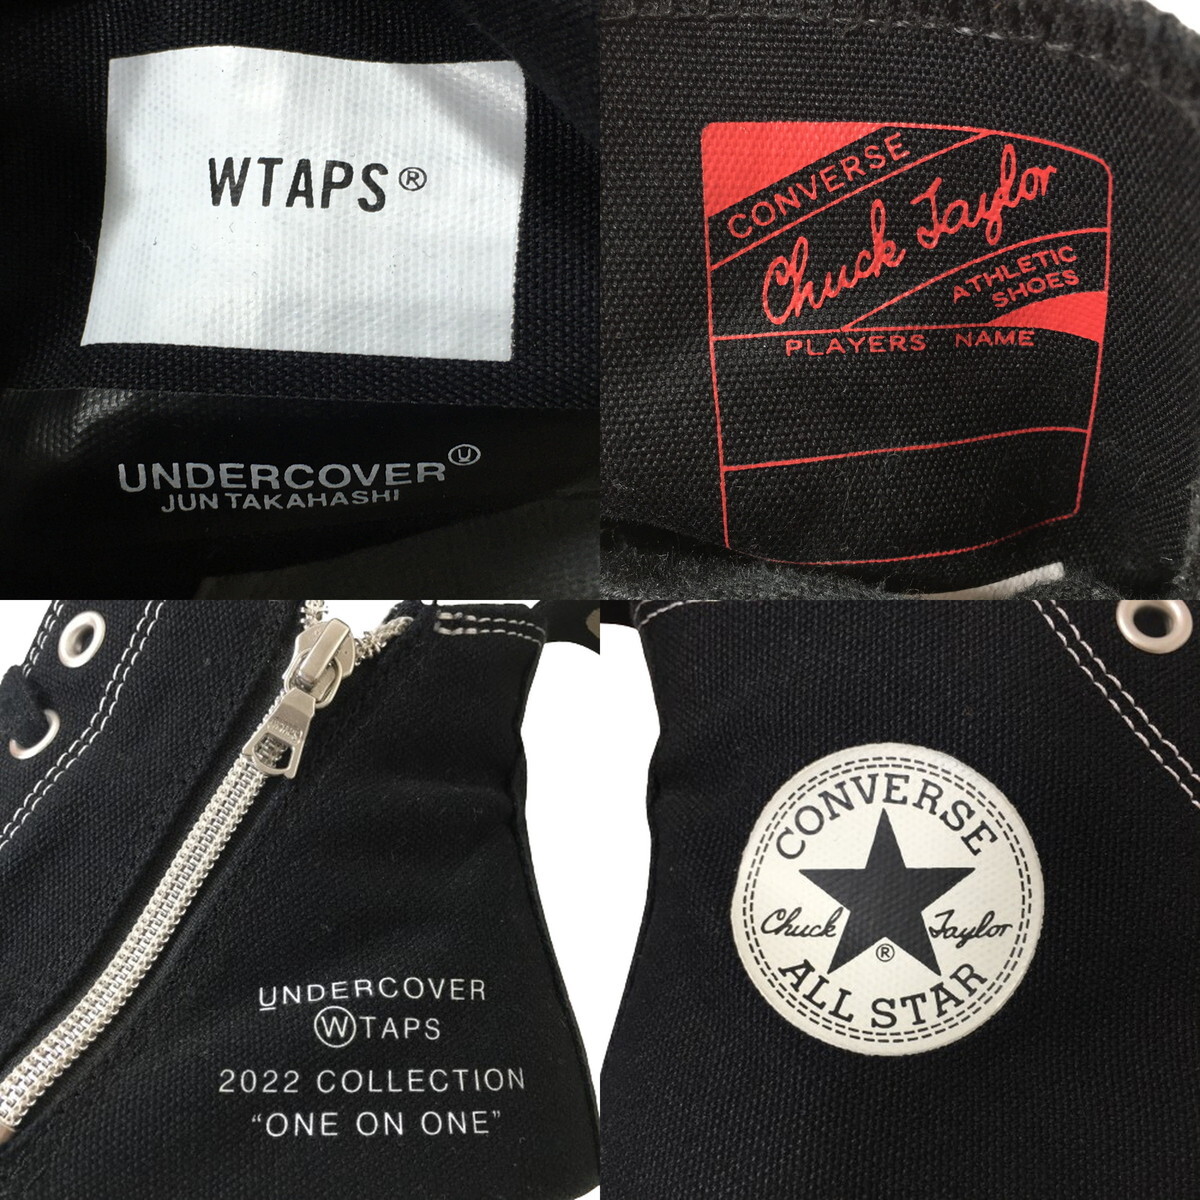 WTAPS®
UNDERCOVER Ⓤ
JUN TAKAHASHI
CONVERSE
Chuck Taylor
ATHLETIC
SHOES
PLAYERS NAME
UNDERCOVER
ⓌTAPS
2022 COLLECTION
"ONE ON ONE"
CONVERSE
Chuck Taylor
®
ALL STAR